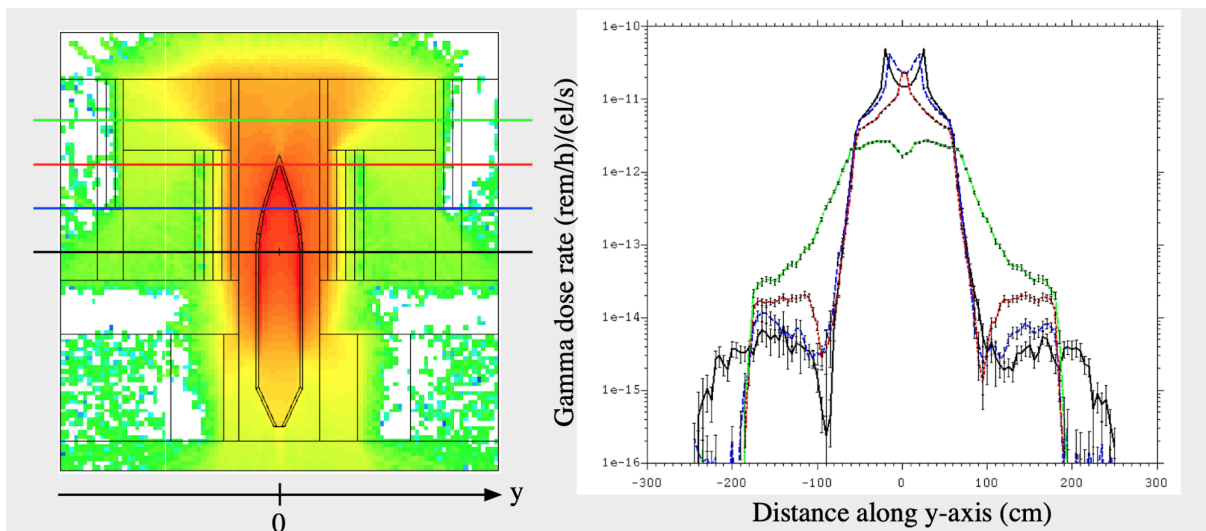 Gamma dose rate (rem/h)/(el/s)
1e-10
1e-11
1e-12
1e-13
1e-14
1e-15
1e-16
-300 -200 -100 0 100 200 300
Distance along y-axis (cm)
y
0